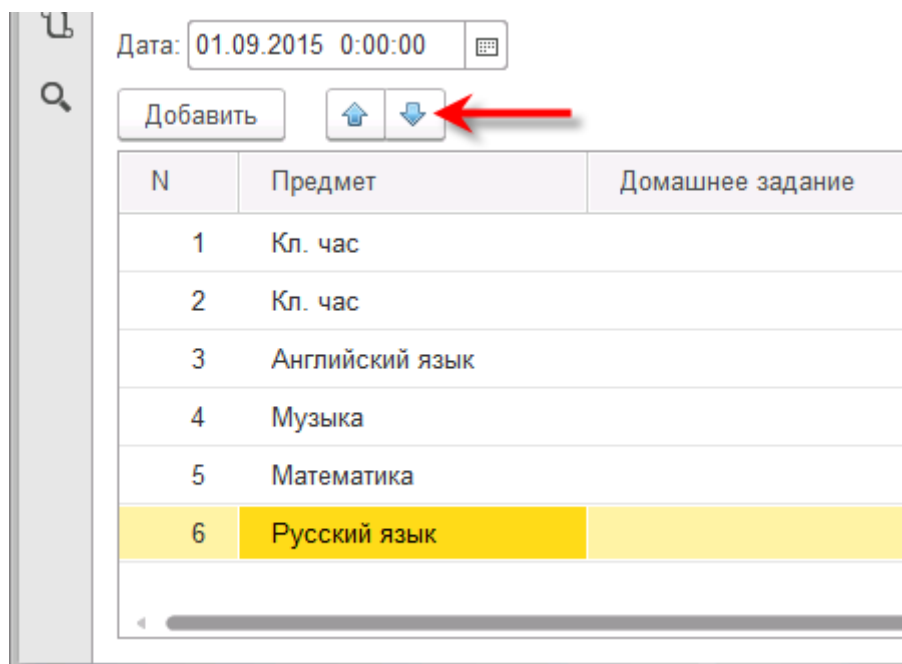 Дата: 01.09.2015 0:00:00
Добавить
N Предмет Домашнее задание
1 Кл. час
2 Кл. час
3 Английский язык
4 Музыка
5 Математика
6 Русский язык